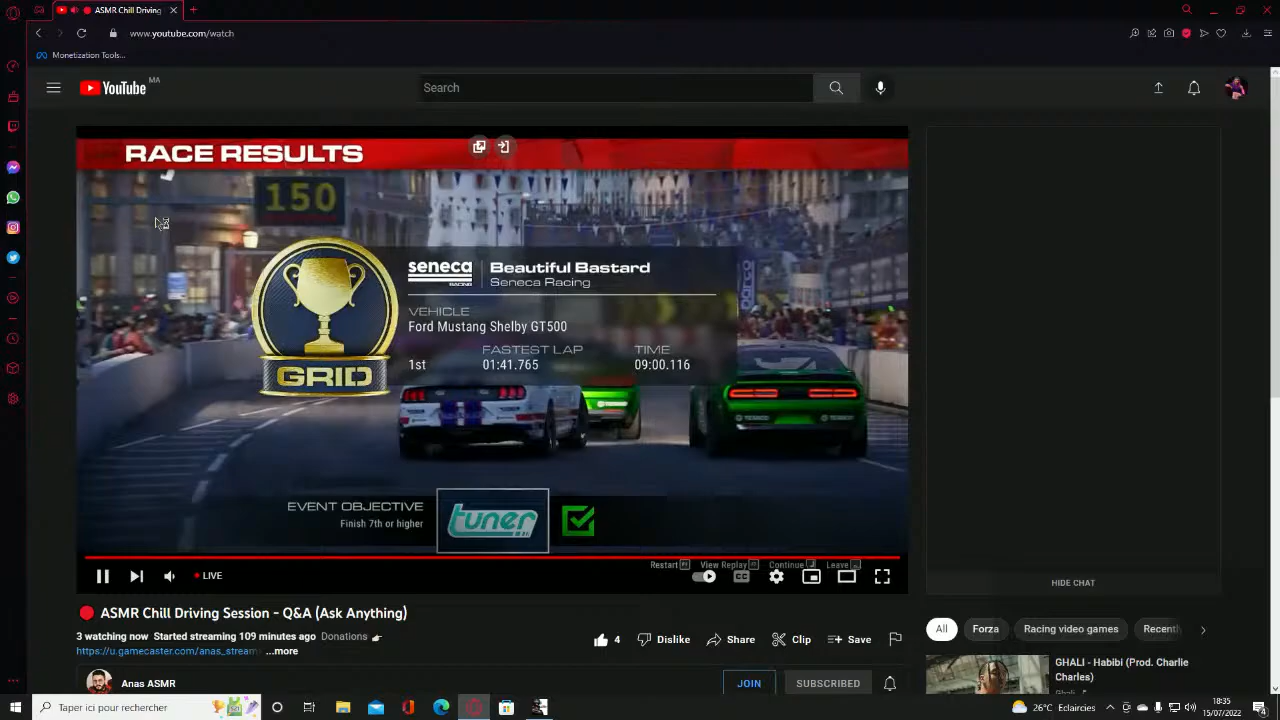 ASMR Chill Driving
www.youtube.com/watch
Monetization Tools...
YouTube MA
Search
RACE RESULTS
150
seneca RACING
Beautiful Bastard
Seneca Racing
VEHICLE
Ford Mustang Shelby GT500
FASTEST LAP
TIME
1st
01:41.765
09:00.116
GRID
parco
EVENT OBJECTIVE
Finish 7th or higher
tuner
Restart
View Replay
Continue
Leave
LIVE
HIDE CHAT
ASMR Chill Driving Session - Q&A (Ask Anything)
3 watching now Started streaming 109 minutes ago Donations
https://u.gamecaster.com/anas_stream ...more
4
Dislike
Share
Clip
Save
All
Forza
Racing video games
Recent
GHALI - Habibi (Prod. Charlie
Charles)
Ghali
Anas ASMR
JOIN
SUBSCRIBED
Taper ici pour rechercher
26°C Eclaircies
18:35
15/07/2022
4